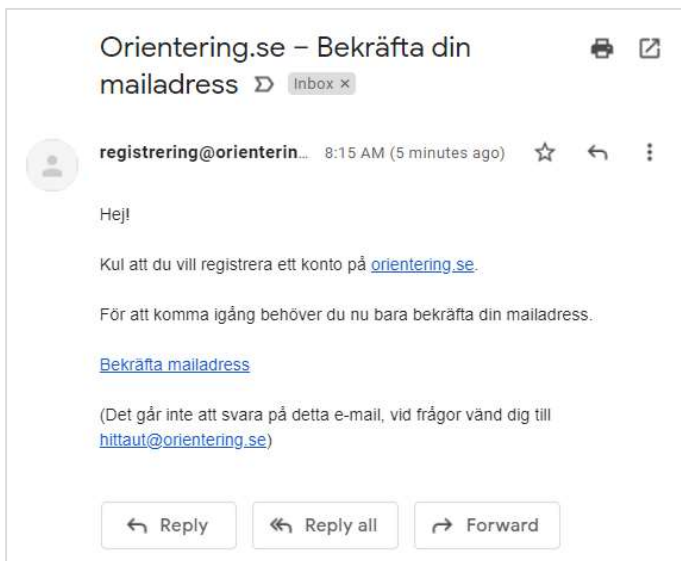 Orientering.se – Bekräfta din
mailadress Inbox ×
registrering@orienterin... 8:15 AM (5 minutes ago)
Hej!
Kul att du vill registrera ett konto på orientering.se.
För att komma igång behöver du nu bara bekräfta din mailadress.
Bekräfta mailadress
(Det går inte att svara på detta e-mail, vid frågor vänd dig till
hittaut@orientering.se)
Reply Reply all Forward